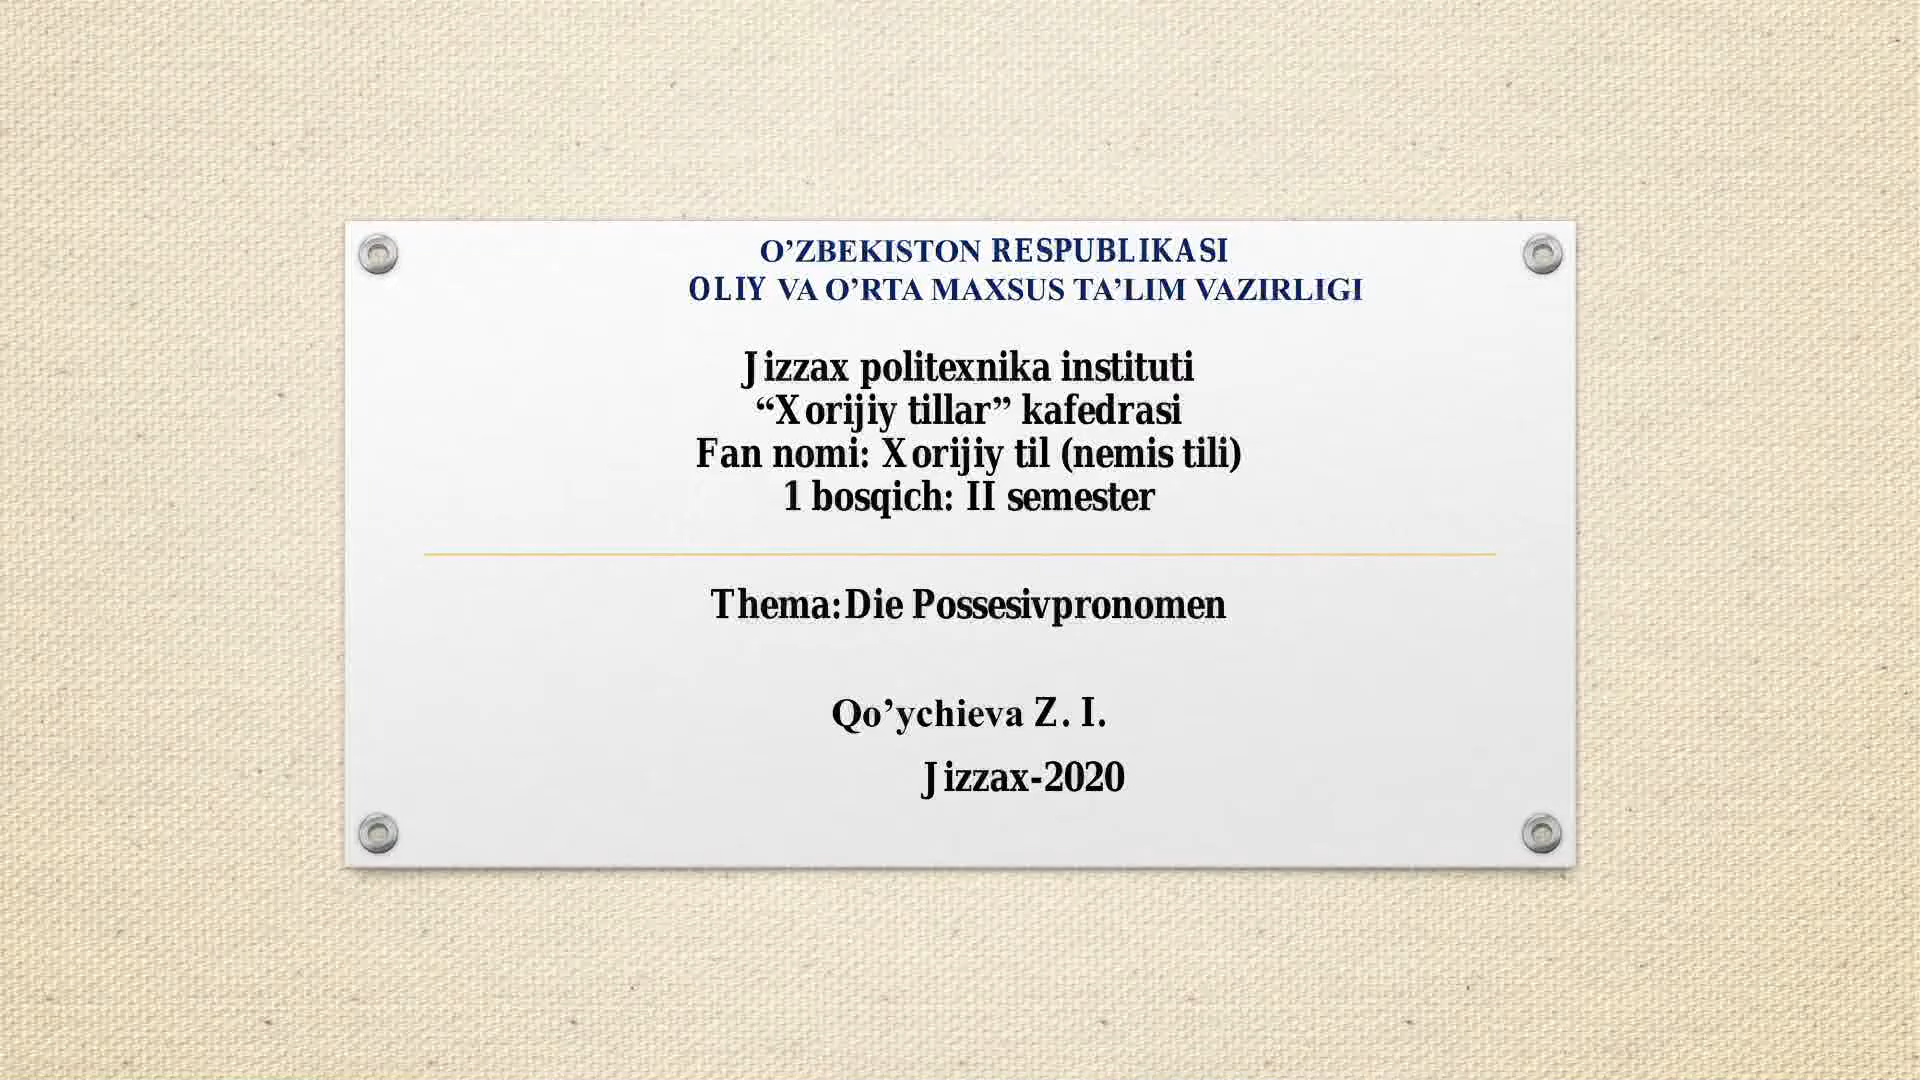 O’ZBEKISTON RESPUBLIKASI
OLIY VA O’RTA MAXSUS TA’LIM VAZIRLIGI
Jizzax politexnika instituti
“Xorijiy tillar” kafedrasi
Fan nomi: Xorijiy til (nemis tili)
1 bosqich: II semester
Thema:Die Possesivpronomen
Qo’ychieva Z. I.
Jizzax-2020